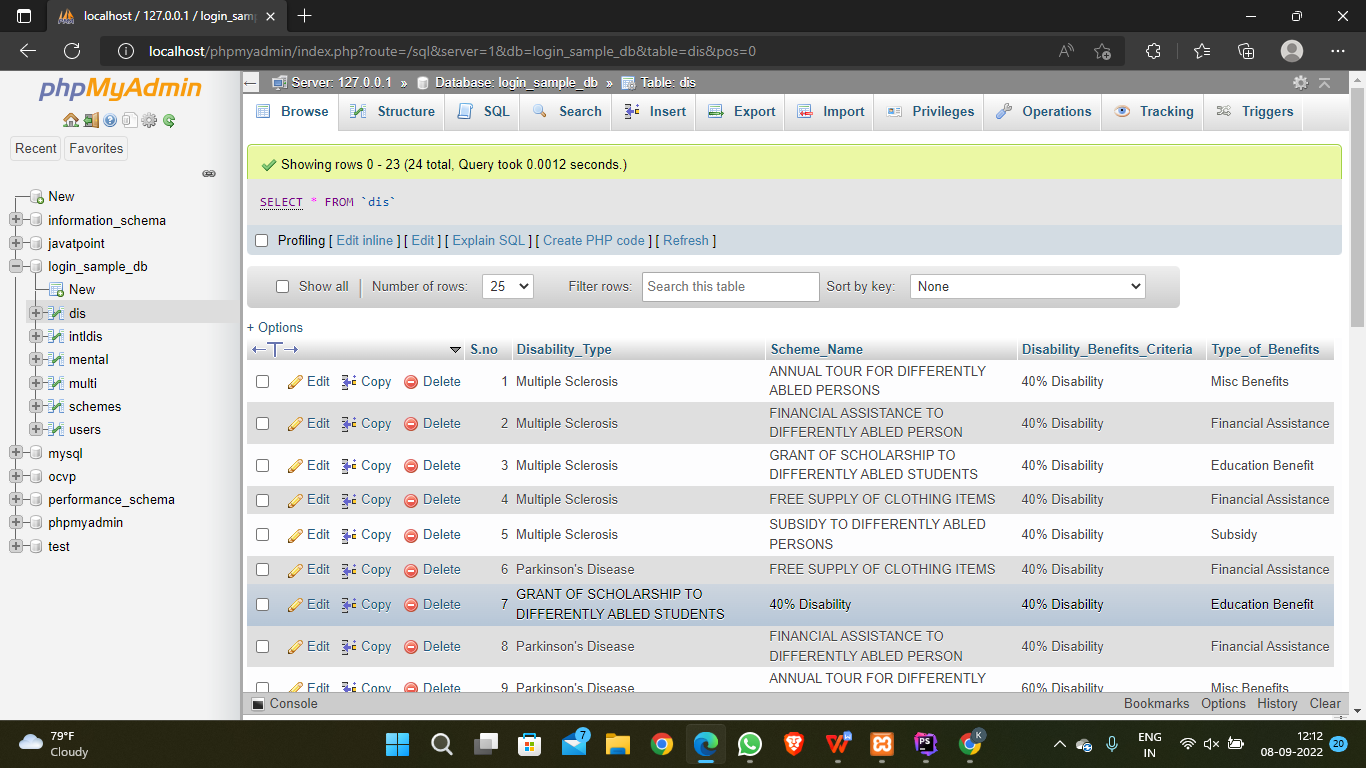 localhost / 127.0.0.1 / login_sam
localhost/phpmyadmin/index.php?route=/sql&server=1&db=login_sample_db&table=dis&pos=0
phpMyAdmin
Recent Favorites
New
information_schema
javatpoint
login_sample_db
New
dis
intldis
mental
multi
schemes
users
mysql
ocvp
performance_schema
phpmyadmin
test
Server: 127.0.0.1 » Database: login_sample_db » Table: dis
Browse Structure SQL Search Insert Export Import Privileges Operations Tracking Triggers
Showing rows 0 - 23 (24 total, Query took 0.0012 seconds.)
SELECT * FROM `dis`
Profiling [ Edit inline ] [ Edit ] [ Explain SQL ] [ Create PHP code ] [ Refresh ]
Show all Number of rows: 25 Filter rows: Search this table Sort by key: None
+ Options
S.no Disability_Type Scheme_Name Disability_Benefits_Criteria Type_of_Benefits
Edit Copy Delete 1 Multiple Sclerosis ANNUAL TOUR FOR DIFFERENTLY ABLED PERSONS 40% Disability Misc Benefits
Edit Copy Delete 2 Multiple Sclerosis FINANCIAL ASSISTANCE TO DIFFERENTLY ABLED PERSON 40% Disability Financial Assistance
Edit Copy Delete 3 Multiple Sclerosis GRANT OF SCHOLARSHIP TO DIFFERENTLY ABLED STUDENTS 40% Disability Education Benefit
Edit Copy Delete 4 Multiple Sclerosis FREE SUPPLY OF CLOTHING ITEMS 40% Disability Financial Assistance
Edit Copy Delete 5 Multiple Sclerosis SUBSIDY TO DIFFERENTLY ABLED PERSONS 40% Disability Subsidy
Edit Copy Delete 6 Parkinson's Disease FREE SUPPLY OF CLOTHING ITEMS 40% Disability Financial Assistance
Edit Copy Delete 7 GRANT OF SCHOLARSHIP TO DIFFERENTLY ABLED STUDENTS 40% Disability 40% Disability Education Benefit
Edit Copy Delete 8 Parkinson's Disease FINANCIAL ASSISTANCE TO DIFFERENTLY ABLED PERSON 40% Disability Financial Assistance
Edit Copy Delete 9 Parkinson's Disease ANNUAL TOUR FOR DIFFERENTLY 60% Disability Misc Benefits
Console Bookmarks Options History Clear
79°F
Cloudy
7
K
ENG
IN
12:12
08-09-2022
20